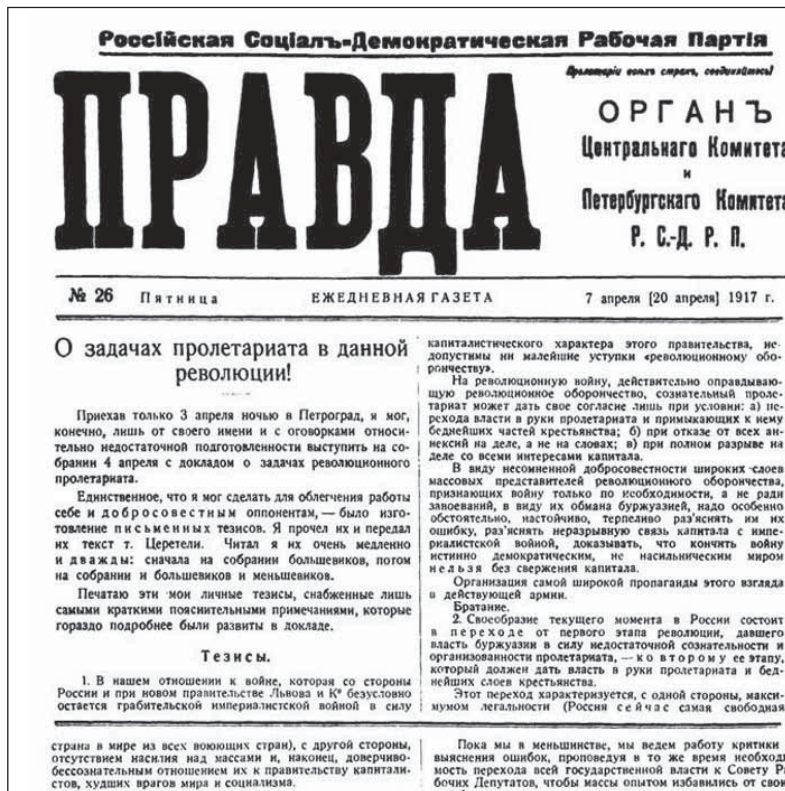 Россійская Соціалъ-Демократическая Рабочая Партія
ПРАВДА
Пролетаріи всѣхъ странъ, соединяйтесь!
ОРГАНЪ
Центральнаго Комитета
и
Петербургскаго Комитета
Р. С.-Д. Р. П.
№ 26 Пятница ЕЖЕДНЕВНАЯ ГАЗЕТА 7 апреля [20 апреля] 1917 г.
О задачах пролетариата в данной
революции!
Приехав только 3 апреля ночью в Петроград, я мог,
конечно, лишь от своего имени и с оговорками относи-
тельно недостаточной подготовленности выступить на со-
брании 4 апреля с докладом о задачах революционного
пролетариата.
Единственное, что я мог сделать для облегчения работы
себе и добросовестным оппонентам, — было изго-
товление письменных тезисов. Я прочел их и передал
их текст т. Церетели. Читал я их очень медленно
и дважды: сначала на собрании большевиков, потом
на собрании и большевиков и меньшевиков.
Печатаю эти мои личные тезисы, снабженные лишь
самыми краткими пояснительными примечаниями, которые
гораздо подробнее были развиты в докладе.
Тезисы.
1. В нашем отношении к войне, которая со стороны
России и при новом правительстве Львова и К° безусловно
остается грабительской империалистской войной в силу
капиталистического характера этого правительства, не-
допустимы ни малейшие уступки «революционному обо-
рончеству».
На революционную войну, действительно оправдываю-
щую революционное оборончество, сознательный проле-
тариат может дать свое согласие лишь при условии: а) пе-
рехода власти в руки пролетариата и примыкающих к нему
беднейших частей крестьянства; б) при отказе от всех ан-
нексий на деле, а не на словах; в) при полном разрыве на
деле со всеми интересами капитала.
В виду несомненной добросовестности широких слоев
массовых представителей революционного оборончества,
признающих войну только по необходимости, а не ради
завоеваний, в виду их обмана буржуазией, надо особенно
обстоятельно, настойчиво, терпеливо раз'яснять им их
ошибку, раз'яснять неразрывную связь капитала с импе-
риалистской войной, доказывать, что кончить войну
истинно демократическим, не насильническим миром
нельзя без свержения капитала.
Организация самой широкой пропаганды этого взгляда
в действующей армии.
Братание.
2. Своеобразие текущего момента в России состоит
в переходе от первого этапа революции, давшего
власть буржуазии в силу недостаточной сознательности и
организованности пролетариата, — ко второму ее этапу,
который должен дать власть в руки пролетариата и бед-
нейших слоев крестьянства.
Этот переход характеризуется, с одной стороны, макси-
мумом легальности (Россия сейчас самая свободная
страна в мире из всех воюющих стран), с другой стороны,
отсутствием насилия над массами и, наконец, доверчиво-
бессознательным отношением их к правительству капитали-
стов, худших врагов мира и социализма.
Пока мы в меньшинстве, мы ведем работу критики
выяснения ошибок, проповедуя в то же время необходи
мость перехода всей государственной власти к Совету Ра
бочих Депутатов, чтобы массы опытом избавились от свои